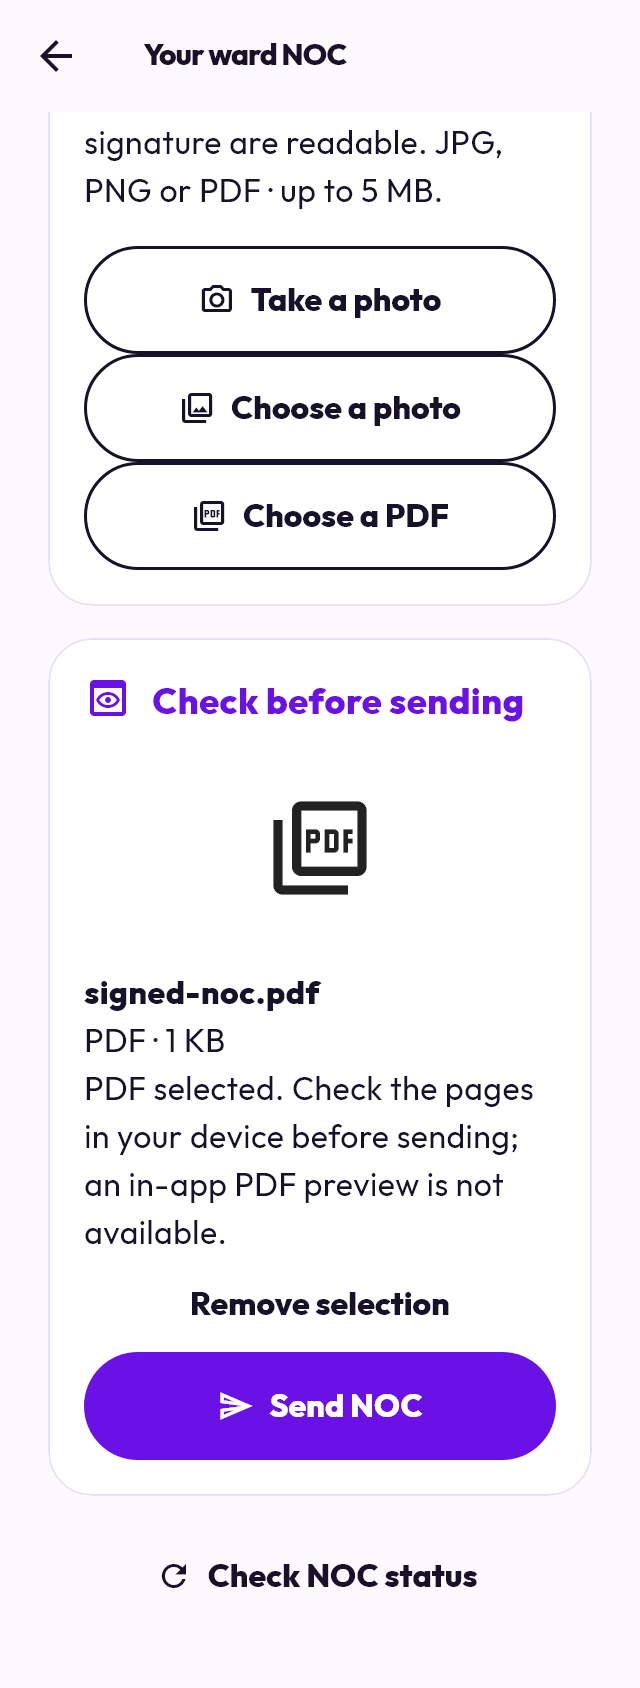 Your ward NOC
signature are readable. JPG,
PNG or PDF · up to 5 MB.
Take a photo
Choose a photo
PDF
Choose a PDF
Check before sending
PDF
signed-noc.pdf
PDF · 1 KB
PDF selected. Check the pages
in your device before sending;
an in-app PDF preview is not
available.
Remove selection
Send NOC
Check NOC status